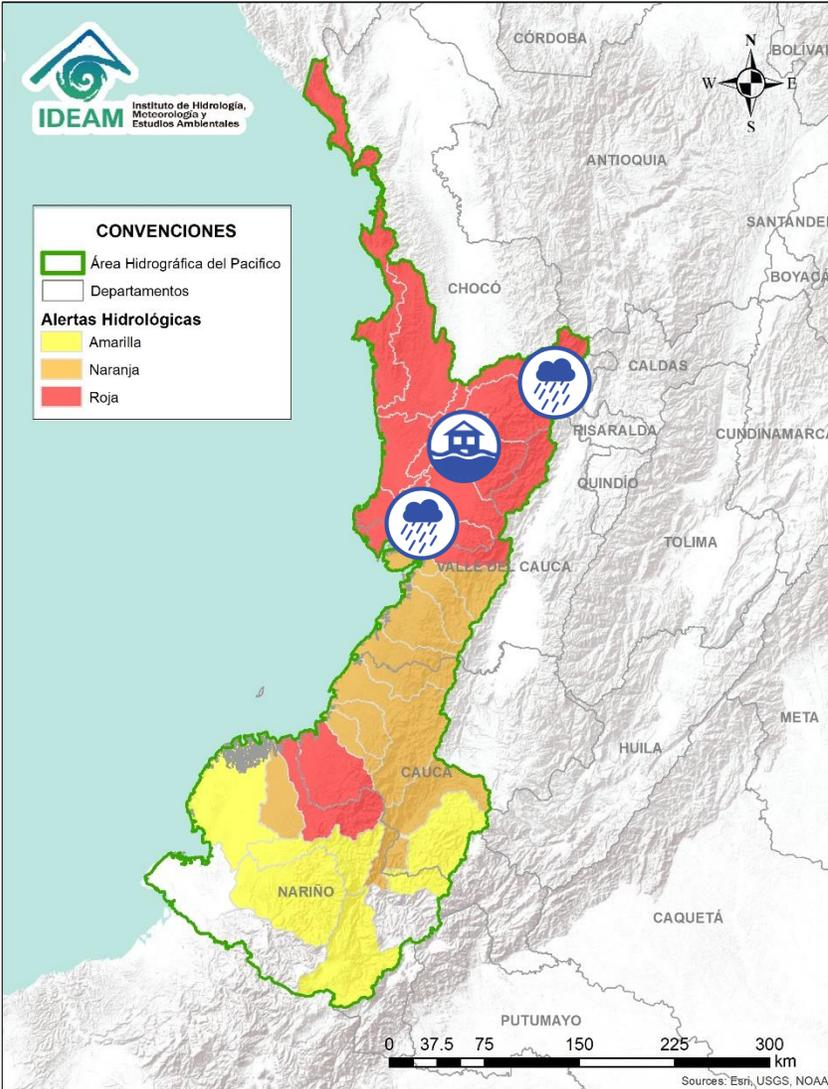 IDEAM
Instituto de Hidrología,
Meteorología y
Estudios Ambientales
N
W
E
S
CONVENCIONES
Área Hidrográfica del Pacifico
Departamentos
Alertas Hidrológicas
Amarilla
Naranja
Roja
CÓRDOBA
BOLÍVA
ANTIOQUIA
SANTANDE
BOYACÁ
CHOCÓ
CALDAS
RISARALDA
CUNDINAMARCA
QUINDÍO
TOLIMA
VALLE DEL CAUCA
META
HUILA
CAUCA
NARIÑO
CAQUETÁ
PUTUMAYO
0 37.5 75 150 225 300
km
Sources: Esri, USGS, NOAA